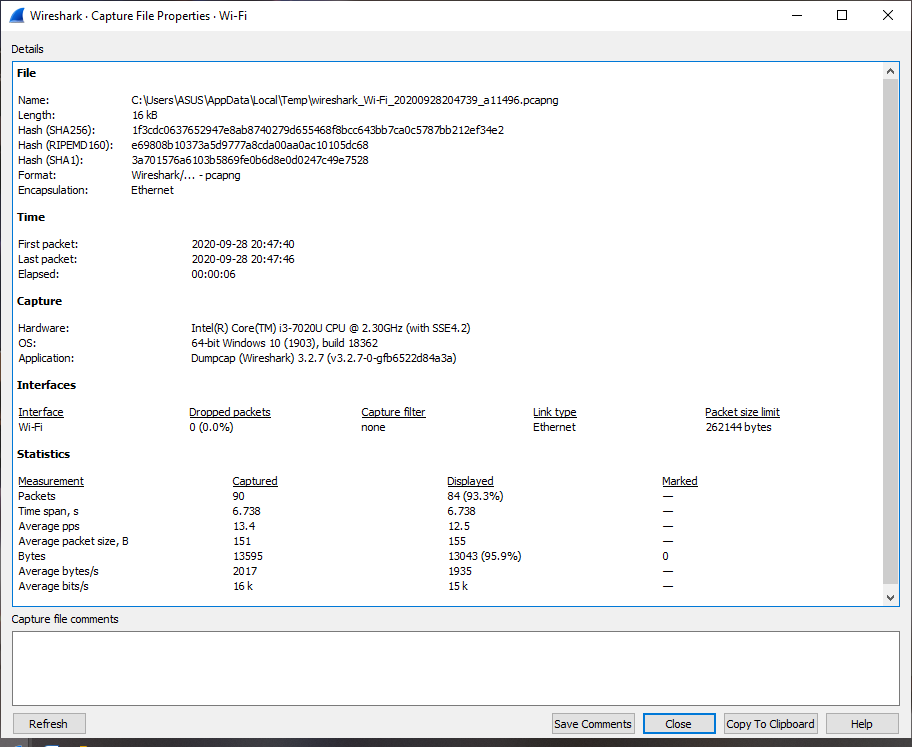 Wireshark · Capture File Properties · Wi-Fi
Details
File
Name: C:\Users\ASUS\AppData\Local\Temp\wireshark_Wi-Fi_20200928204739_a11496.pcapng
Length: 16 kB
Hash (SHA256): 1f3cdc0637652947e8ab8740279d655468f8bcc643bb7ca0c5787bb212ef34e2
Hash (RIPEMD160): e69808b10373a5d9777a8cda00aa0ac10105dc68
Hash (SHA1): 3a701576a6103b5869fe0b6d8e0d0247c49e7528
Format: Wireshark/... - pcapng
Encapsulation: Ethernet
Time
First packet: 2020-09-28 20:47:40
Last packet: 2020-09-28 20:47:46
Elapsed: 00:00:06
Capture
Hardware: Intel(R) Core(TM) i3-7020U CPU @ 2.30GHz (with SSE4.2)
OS: 64-bit Windows 10 (1903), build 18362
Application: Dumpcap (Wireshark) 3.2.7 (v3.2.7-0-gfb6522d84a3a)
Interfaces
Interface Dropped packets Capture filter Link type Packet size limit
Wi-Fi 0 (0.0%) none Ethernet 262144 bytes
Statistics
Measurement Captured Displayed Marked
Packets 90 84 (93.3%) —
Time span, s 6.738 6.738 —
Average pps 13.4 12.5 —
Average packet size, B 151 155 —
Bytes 13595 13043 (95.9%) 0
Average bytes/s 2017 1935 —
Average bits/s 16 k 15 k —
Capture file comments
Refresh Save Comments Close Copy To Clipboard Help